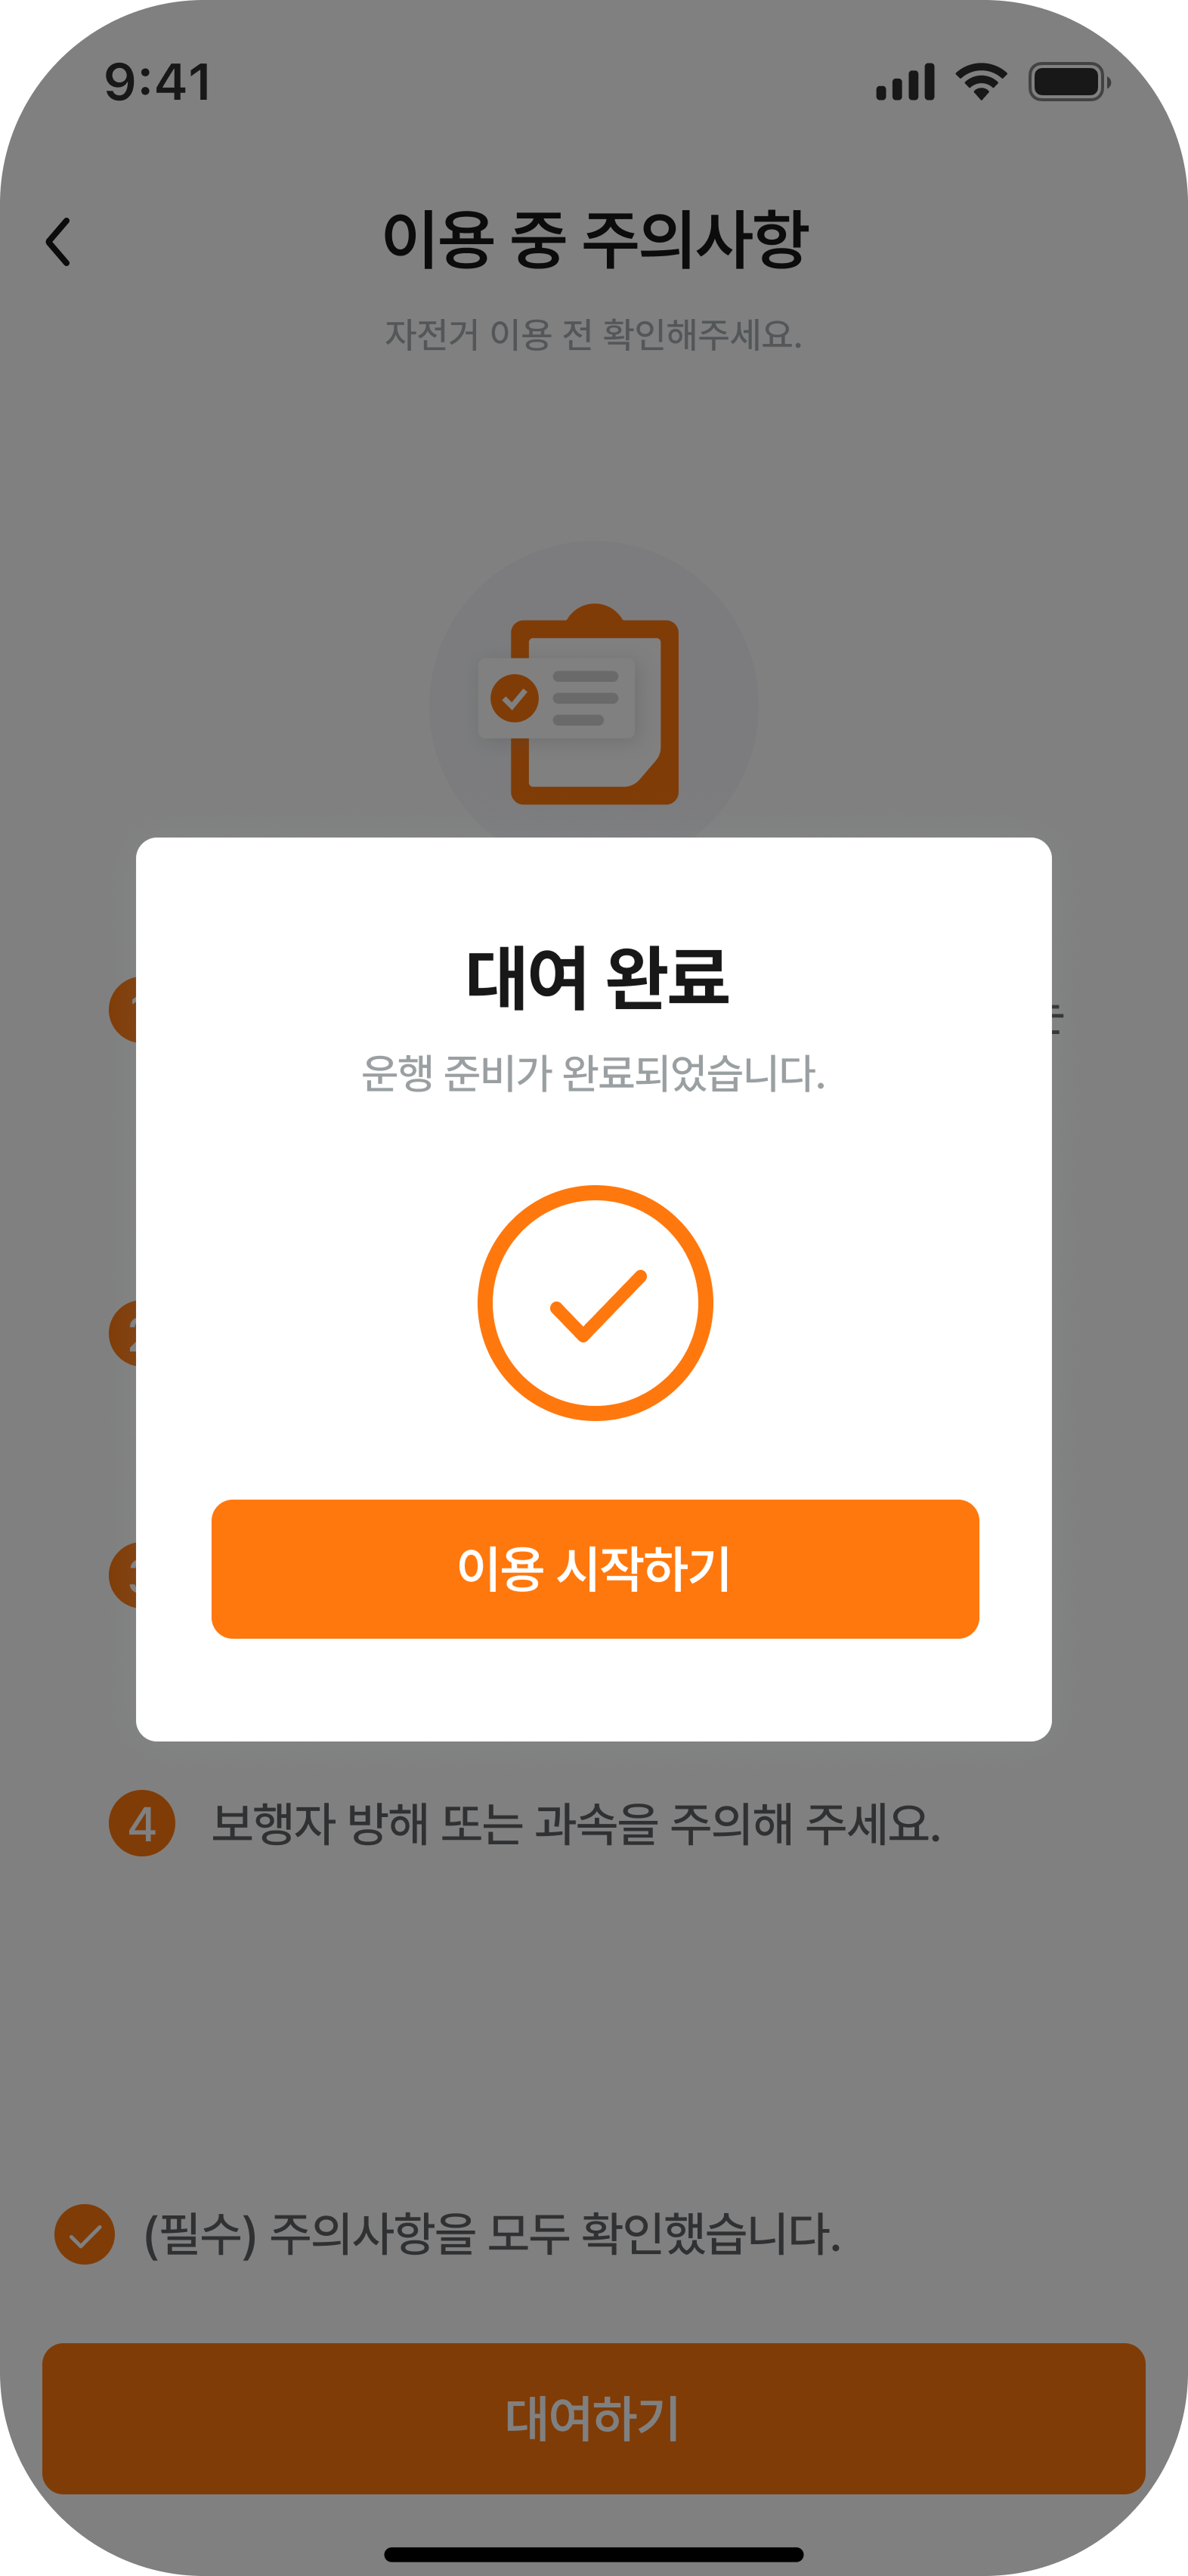 9:41
이용 중 주의사항
자전거 이용 전 확인해주세요.
대여 완료
운행 준비가 완료되었습니다.
이용 시작하기
4 보행자 방해 또는 과속을 주의해 주세요.
(필수) 주의사항을 모두 확인했습니다.
대여하기